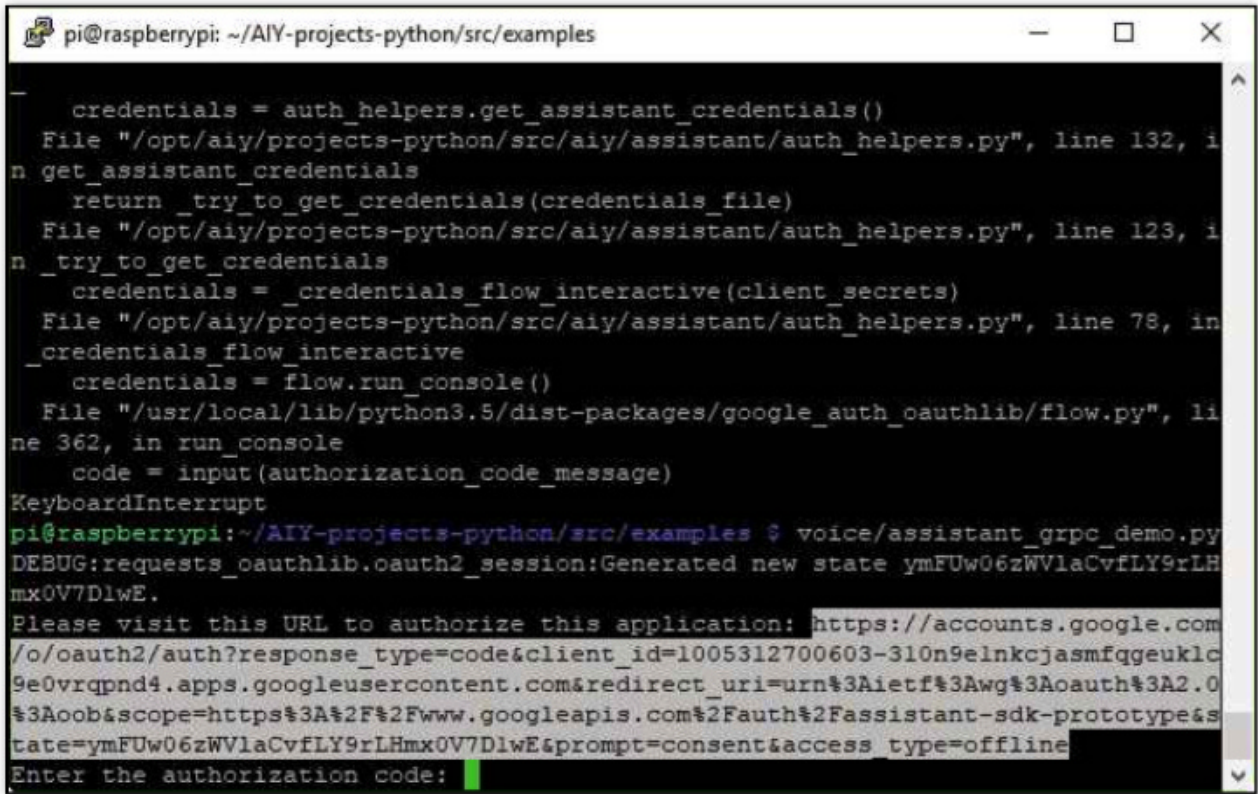 pi@raspberrypi: ~/AIY-projects-python/src/examples
    credentials = auth_helpers.get_assistant_credentials()
  File "/opt/aiy/projects-python/src/aiy/assistant/auth_helpers.py", line 132, i
n get_assistant_credentials
    return _try_to_get_credentials(credentials_file)
  File "/opt/aiy/projects-python/src/aiy/assistant/auth_helpers.py", line 123, i
n _try_to_get_credentials
    credentials = _credentials_flow_interactive(client_secrets)
  File "/opt/aiy/projects-python/src/aiy/assistant/auth_helpers.py", line 78, in
 _credentials_flow_interactive
    credentials = flow.run_console()
  File "/usr/local/lib/python3.5/dist-packages/google_auth_oauthlib/flow.py", li
ne 362, in run_console
    code = input(authorization_code_message)
KeyboardInterrupt
pi@raspberrypi:~/AIY-projects-python/src/examples $ voice/assistant_grpc_demo.py
DEBUG:requests_oauthlib.oauth2_session:Generated new state ymFUw06zWVlaCvfLY9rLH
mx0V7DlwE.
Please visit this URL to authorize this application: https://accounts.google.com
/o/oauth2/auth?response_type=code&client_id=1005312700603-310n9elnkcjasmfqgeuklc
9e0vrqpnd4.apps.googleusercontent.com&redirect_uri=urn%3Aietf%3Awg%3Aoauth%3A2.0
%3Aoob&scope=https%3A%2F%2Fwww.googleapis.com%2Fauth%2Fassistant-sdk-prototype&s
tate=ymFUw06zWVlaCvfLY9rLHmx0V7DlwE&prompt=consent&access_type=offline
Enter the authorization code: